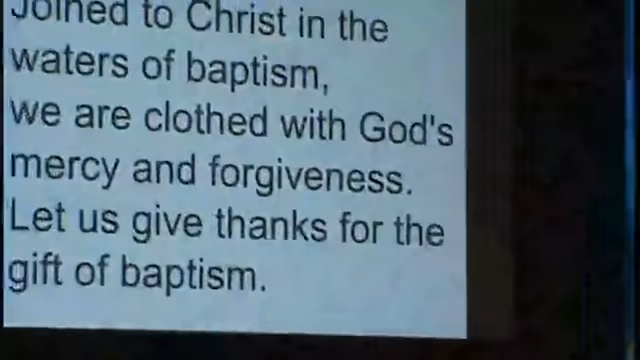 Joined to Christ in the
waters of baptism,
we are clothed with God's
mercy and forgiveness.
Let us give thanks for the
gift of baptism.